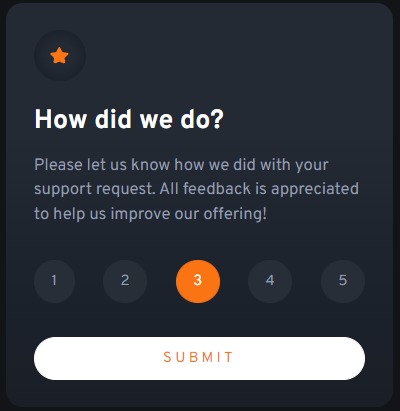 How did we do?
Please let us know how we did with your
support request. All feedback is appreciated
to help us improve our offering!
1 2 3 4 5
SUBMIT